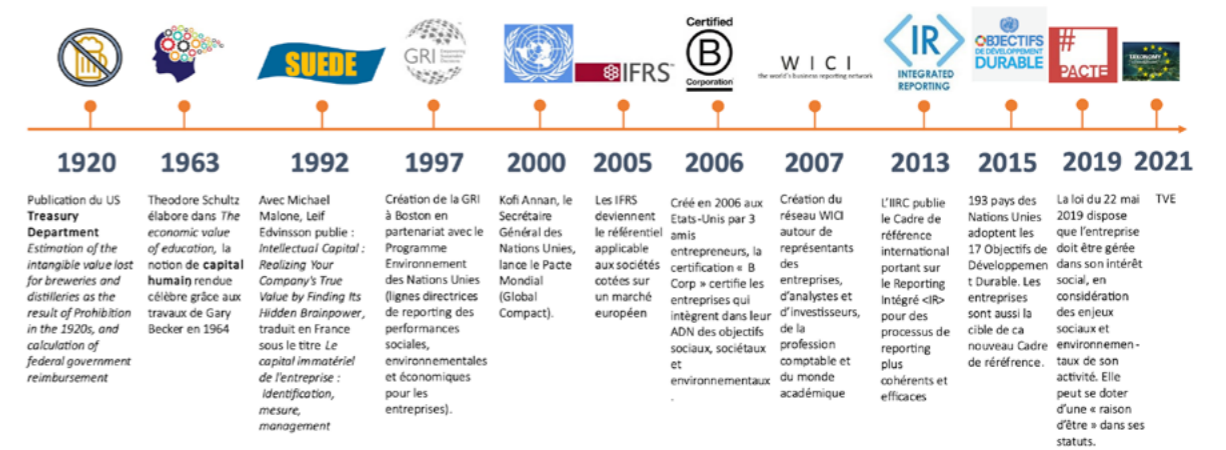 SUEDE
GRI
IFRS™
Certified
B
Corporation
WICI
the world's business reporting network
IR
INTEGRATED
REPORTING
OBJECTIFS
DE DÉVELOPPEMENT
DURABLE
#
PACTE
TAXONOMY
1920
Publication du US
Treasury
Department
Estimation of the
intangible value lost
for breweries and
distilleries as the
result of Prohibition
in the 1920s, and
calculation of
federal government
reimbursement
1963
Theodore Schultz
élabore dans The
economic value
of education, la
notion de capital
humain rendue
célèbre grâce aux
travaux de Gary
Becker en 1964
1992
Avec Michael
Malone, Leif
Edvinsson publie :
Intellectual Capital :
Realizing Your
Company's True
Value by Finding Its
Hidden Brainpower,
traduit en France
sous le titre Le
capital immatériel
de l'entreprise :
identification,
mesure,
management
1997
Création de la GRI
à Boston en
partenariat avec le
Programme
Environnement
des Nations Unies
(lignes directrices
de reporting des
performances
sociales,
environnementales
et économiques
pour les
entreprises).
2000
Kofi Annan, le
Secrétaire
Général des
Nations Unies,
lance le Pacte
Mondial
(Global
Compact).
2005
Les IFRS
deviennent
le référentiel
applicable
aux sociétés
cotées sur
un marché
européen
2006
Créé en 2006 aux
Etats-Unis par 3
amis
entrepreneurs, la
certification « B
Corp » certifie les
entreprises qui
intègrent dans leur
ADN des objectifs
sociaux, sociétaux
et
environnementaux
.
2007
Création du
réseau WICI
autour de
représentants
des
entreprises,
d'analystes et
d'investisseurs,
de la
profession
comptable et
du monde
académique
2013
L'IIRC publie
le Cadre de
référence
international
portant sur
le Reporting
Intégré <IR>
pour des
processus de
reporting
plus
cohérents et
efficaces
2015
193 pays des
Nations Unies
adoptent les
17 Objectifs de
Développemen
t Durable. Les
entreprises
sont aussi la
cible de ca
nouveau Cadre
de réréfrence.
2019
La loi du 22 mai
2019 dispose
que l'entreprise
doit être gérée
dans son intérêt
social, en
considération
des enjeux
sociaux et
environnemen-
taux de son
activité. Elle
peut se doter
d'une « raison
d'être » dans ses
statuts.
2021
TVE